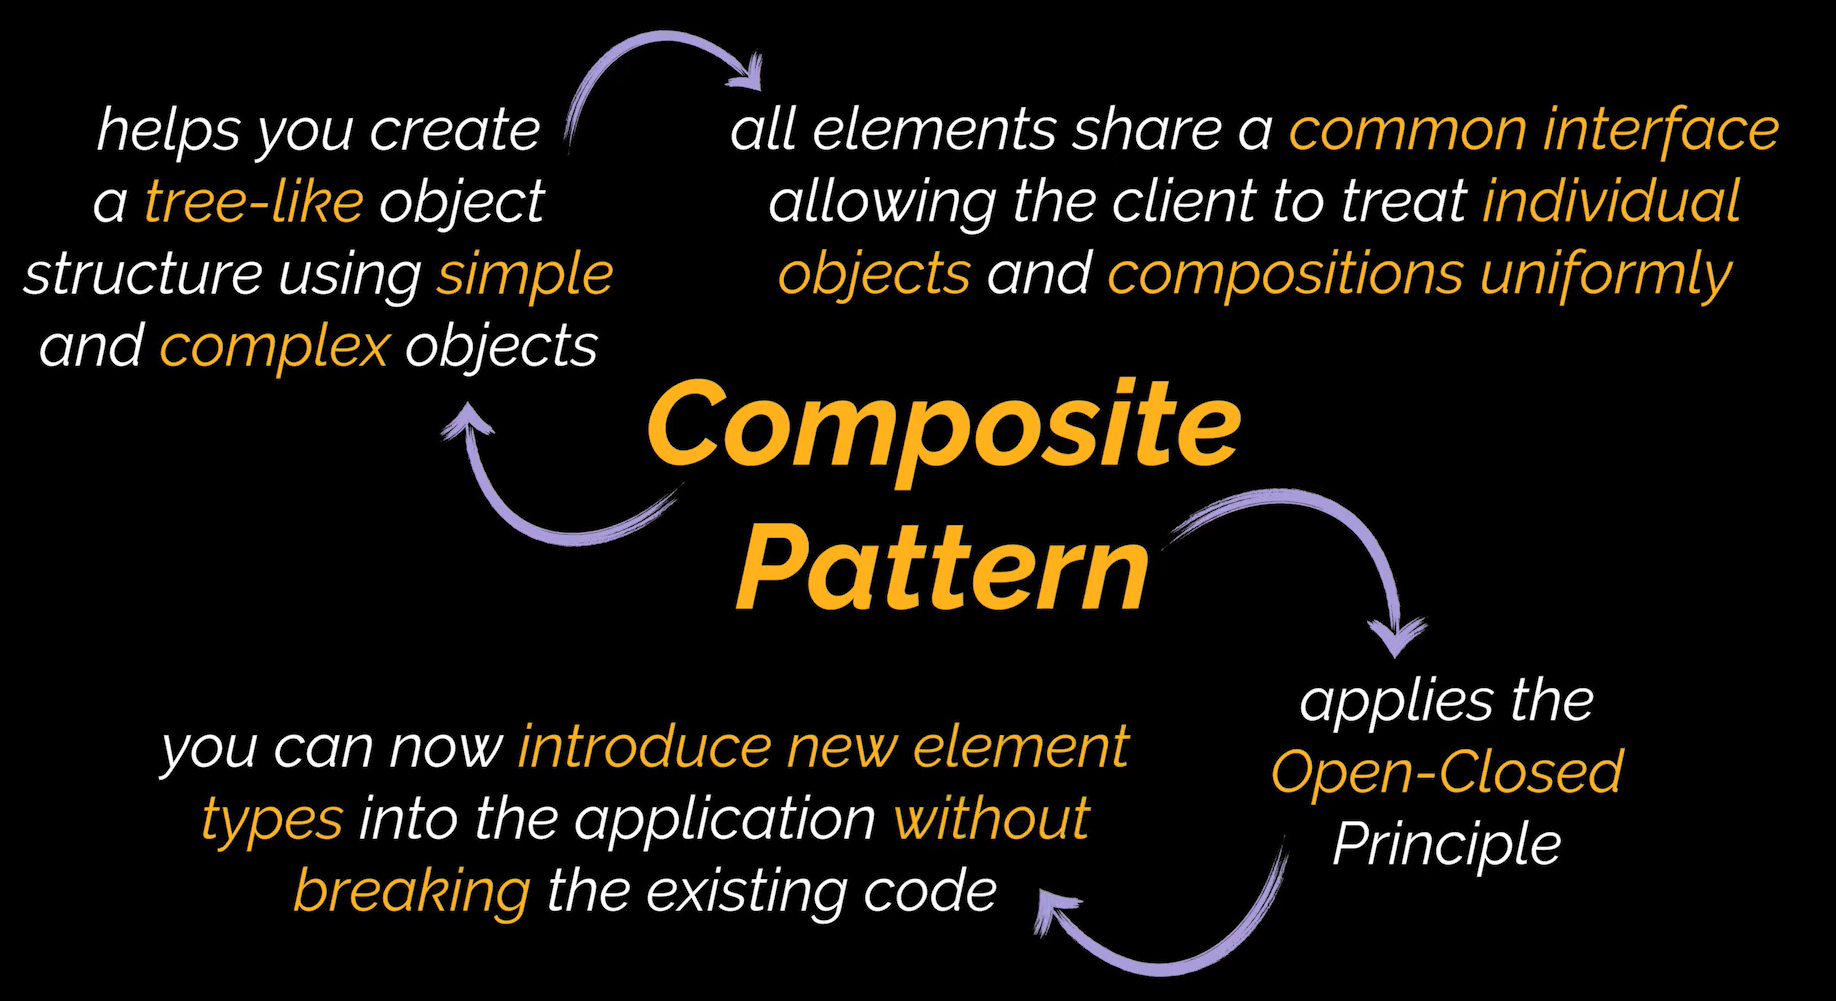 helps you create
a tree-like object
structure using simple
and complex objects
all elements share a common interface
allowing the client to treat individual
objects and compositions uniformly
Composite
Pattern
applies the
Open-Closed
Principle
you can now introduce new element
types into the application without
breaking the existing code